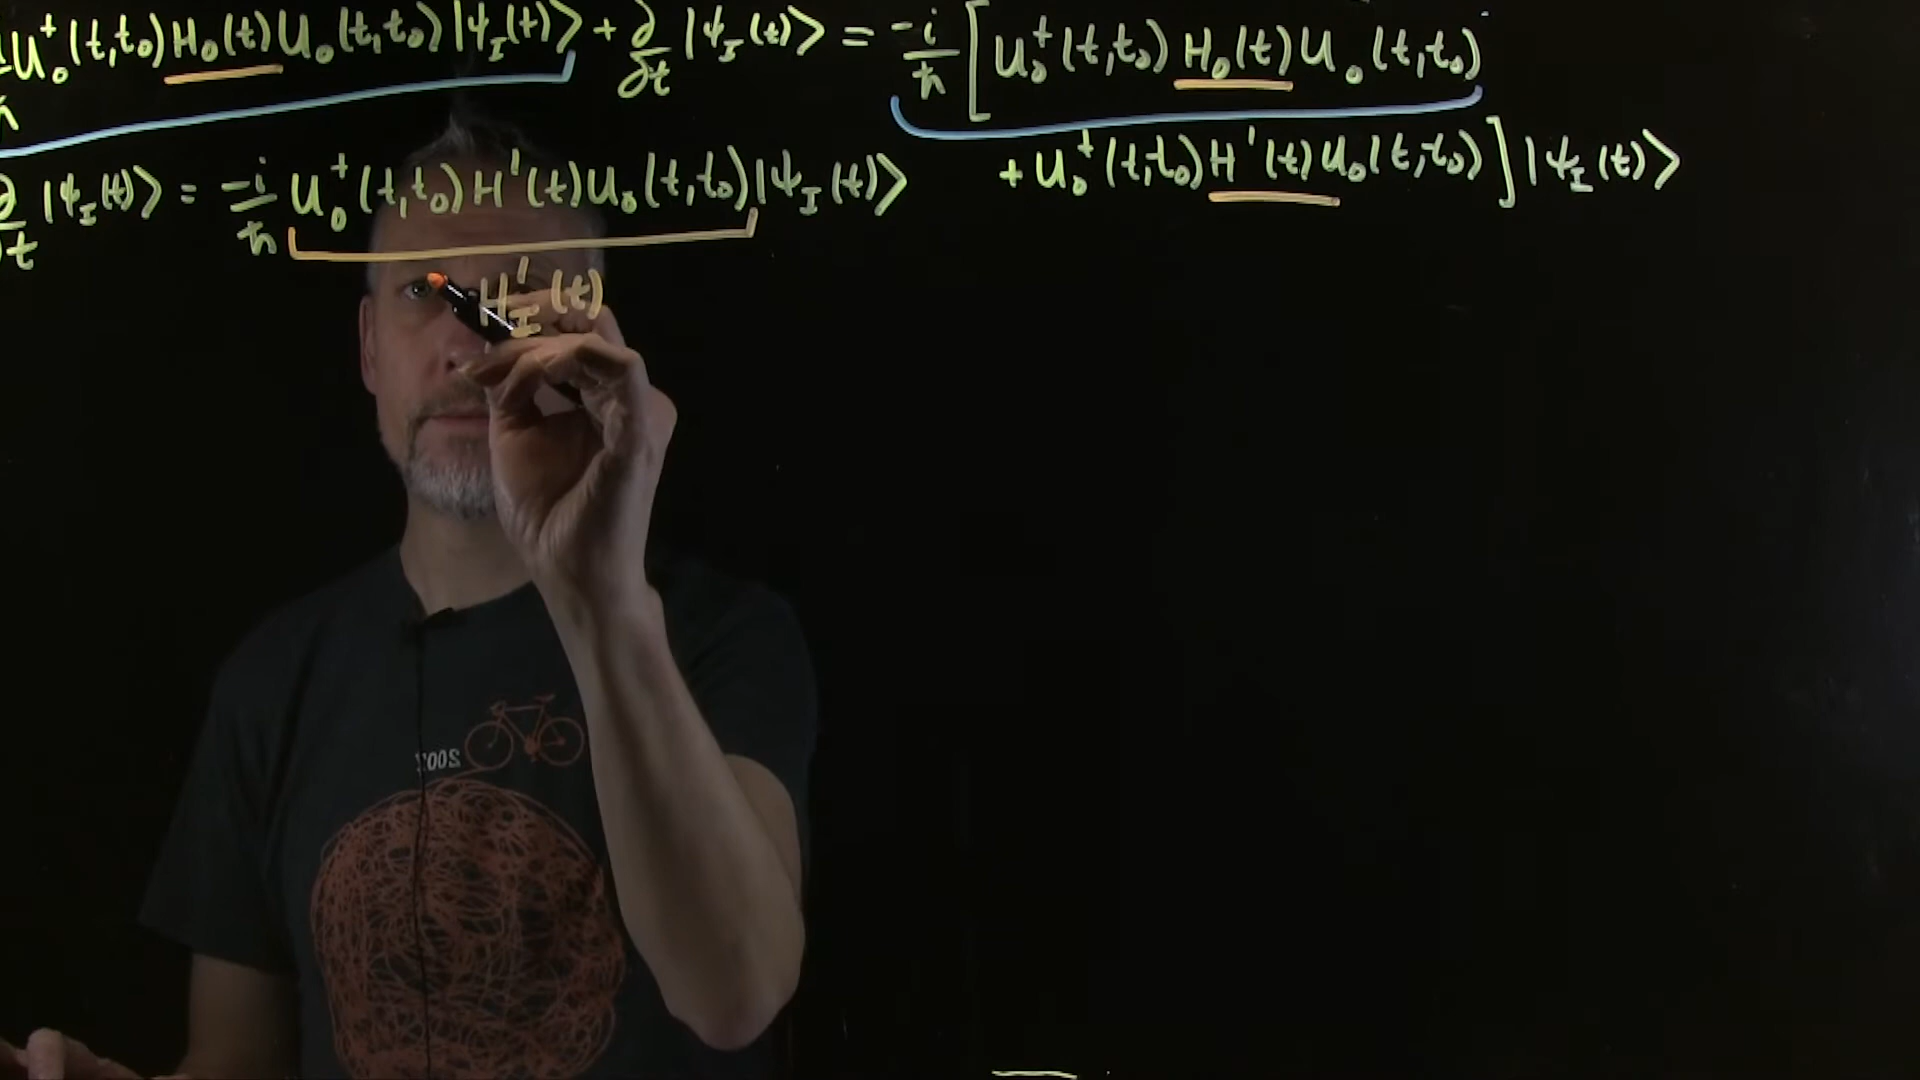 U₀†(t,t₀)H₀(t)U₀(t,t₀)|ψ_I(t)⟩ + ∂/∂t |ψ_I(t)⟩ = -i/ħ [U₀†(t,t₀)H₀(t)U₀(t,t₀)
+ U₀†(t,t₀)H'(t)U₀(t,t₀)]|ψ_I(t)⟩
∂/∂t |ψ_I(t)⟩ = -i/ħ U₀†(t,t₀)H'(t)U₀(t,t₀)|ψ_I(t)⟩
H'_I(t)